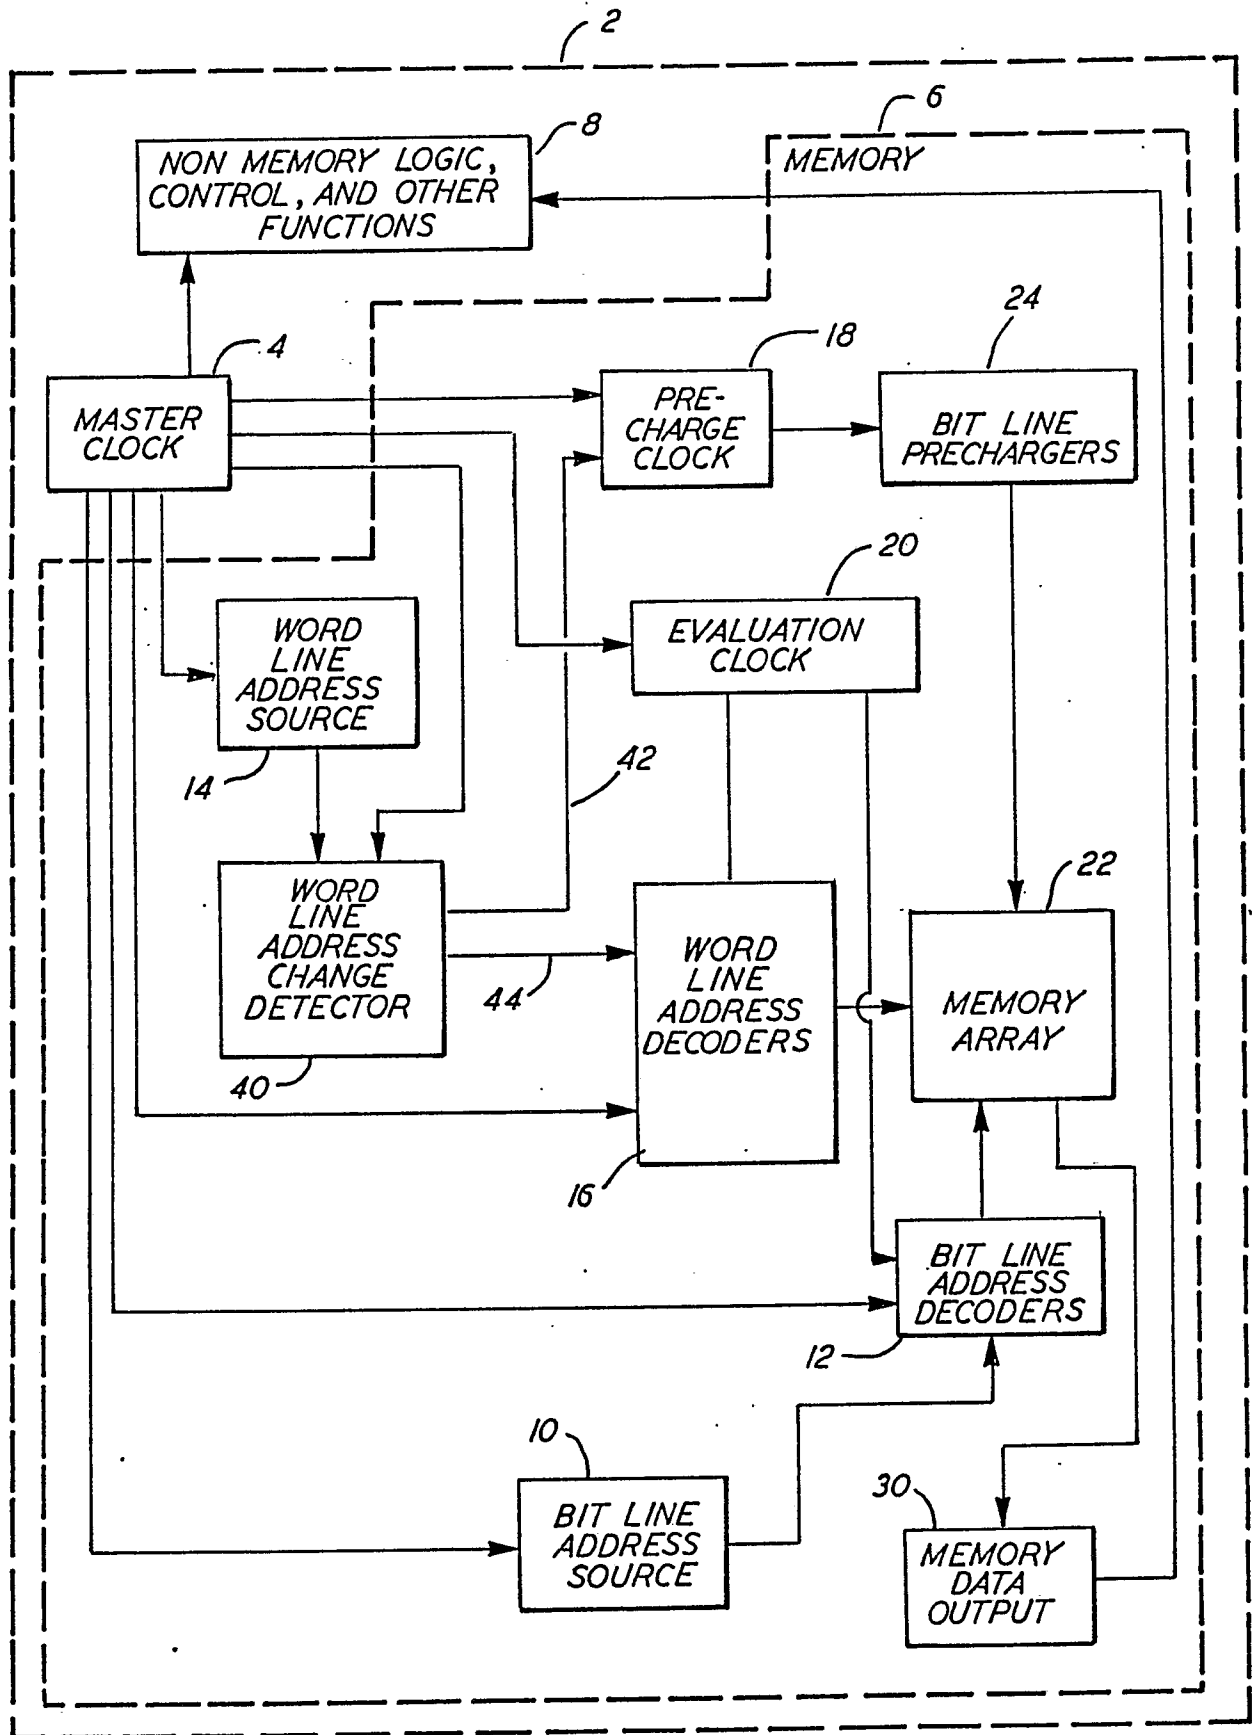 2
6
8
NON MEMORY LOGIC,
CONTROL, AND OTHER
FUNCTIONS
MEMORY
4
MASTER
CLOCK
18
PRE-
CHARGE
CLOCK
24
BIT LINE
PRECHARGERS
20
EVALUATION
CLOCK
WORD
LINE
ADDRESS
SOURCE
14
42
WORD
LINE
ADDRESS
CHANGE
DETECTOR
40
44
WORD
LINE
ADDRESS
DECODERS
16
22
MEMORY
ARRAY
BIT LINE
ADDRESS
DECODERS
12
10
BIT LINE
ADDRESS
SOURCE
30
MEMORY
DATA
OUTPUT